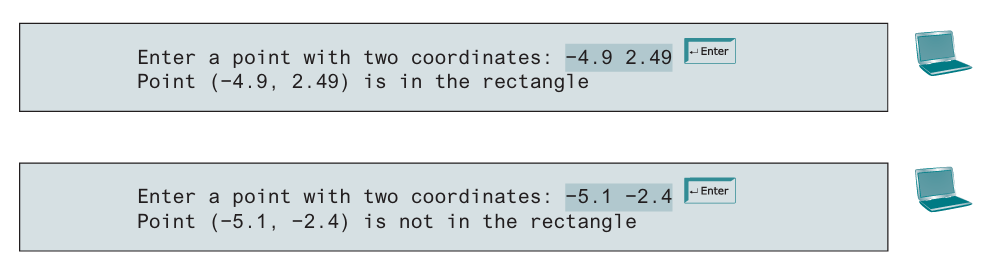 Enter a point with two coordinates: −4.9 2.49 ↵ Enter
Point (−4.9, 2.49) is in the rectangle
Enter a point with two coordinates: −5.1 −2.4 ↵ Enter
Point (−5.1, −2.4) is not in the rectangle